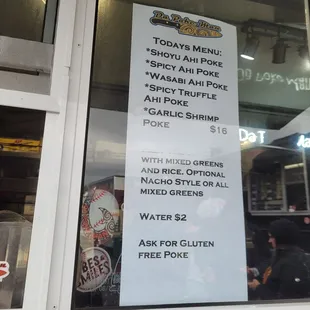 Todays Menu:
*Shoyu Ahi Poke
*Spicy Ahi Poke
*Wasabi Ahi Poke
*Spicy Truffle
Ahi Poke
*Garlic Shrimp
Poke $16
with mixed greens
and rice. Optional
Nacho Style or all
mixed greens
Water $2
Ask for Gluten
free Poke